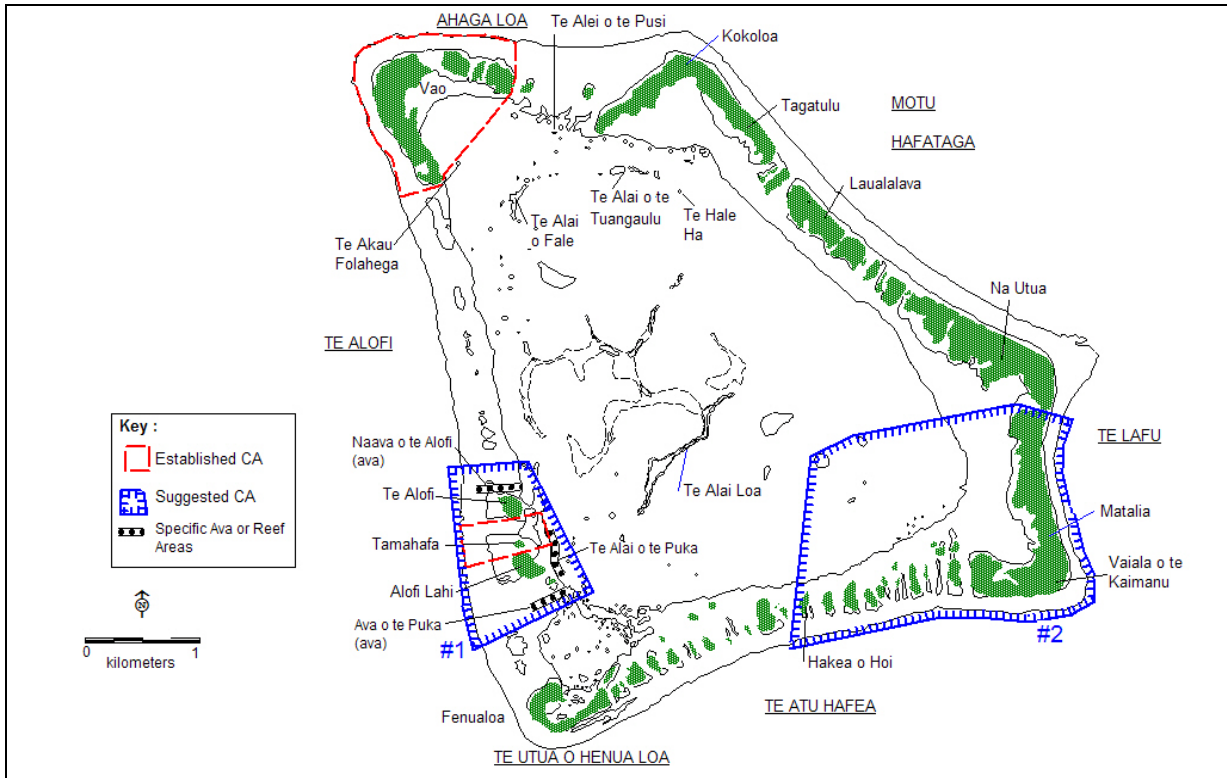 AHAGA LOA
Te Alei o te Pusi
Kokoloa
Vao
Tagatulu
MOTU
HAFATAGA
Laualalava
Te Alai o te
Tuangaulu
Te Hale
Ha
Te Alai
o Fale
Te Akau
Folahega
Na Utua
TE ALOFI
Key :
Established CA
Suggested CA
Specific Ava or Reef
Areas
Naava o te Alofi
(ava)
Te Alofi
Tamahafa
Alofi Lahi
Ava o te Puka
(ava)
Te Alai o te Puka
Te Alai Loa
TE LAFU
Matalia
Vaiala o te
Kaimanu
N
0 1
kilometers
#1
#2
Hakea o Hoi
Fenualoa
TE ATU HAFEA
TE UTUA O HENUA LOA